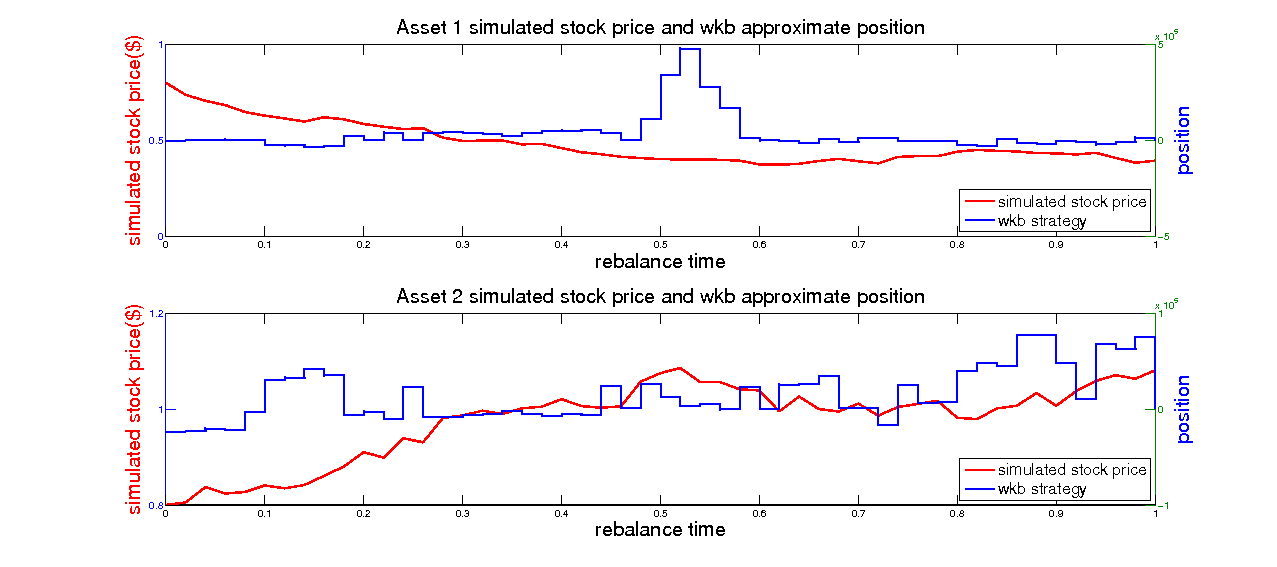 Asset 1 simulated stock price and wkb approximate position
x 10^5
simulated stock price($)
1
0.5
0
5
0
-5
position
simulated stock price
wkb strategy
0 0.1 0.2 0.3 0.4 0.5 0.6 0.7 0.8 0.9 1
rebalance time
Asset 2 simulated stock price and wkb approximate position
simulated stock price($)
1.2
1
0.8
1
0
-1
position
simulated stock price
wkb strategy
0 0.1 0.2 0.3 0.4 0.5 0.6 0.7 0.8 0.9 1
rebalance time